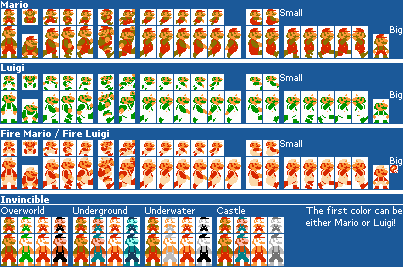 Mario
Small
Big
Luigi
Small
Big
Fire Mario / Fire Luigi
Small
Big
Invincible
Overworld Underground Underwater Castle
The first color can be
either Mario or Luigi!